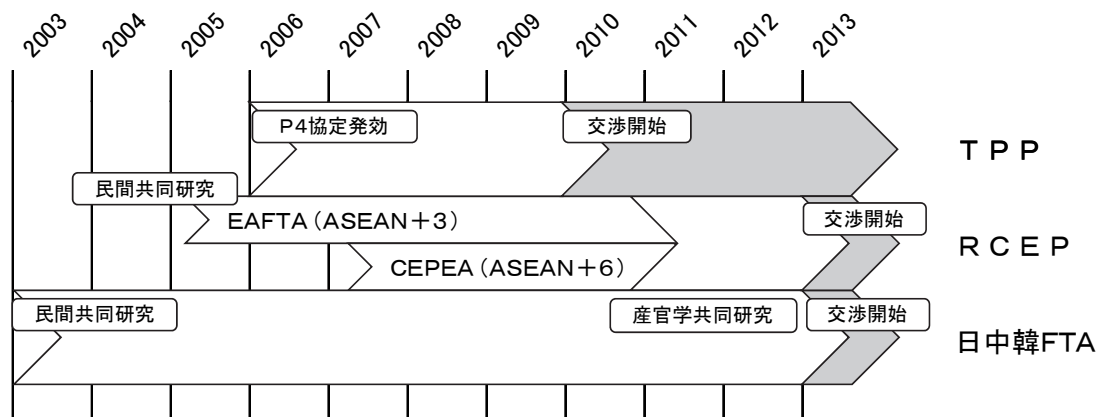 2003
2004
2005
2006
2007
2008
2009
2010
2011
2012
2013
P4協定発効
交渉開始
TPP
民間共同研究
EAFTA(ASEAN+3)
交渉開始
RCEP
CEPEA(ASEAN+6)
民間共同研究
産官学共同研究
交渉開始
日中韓FTA